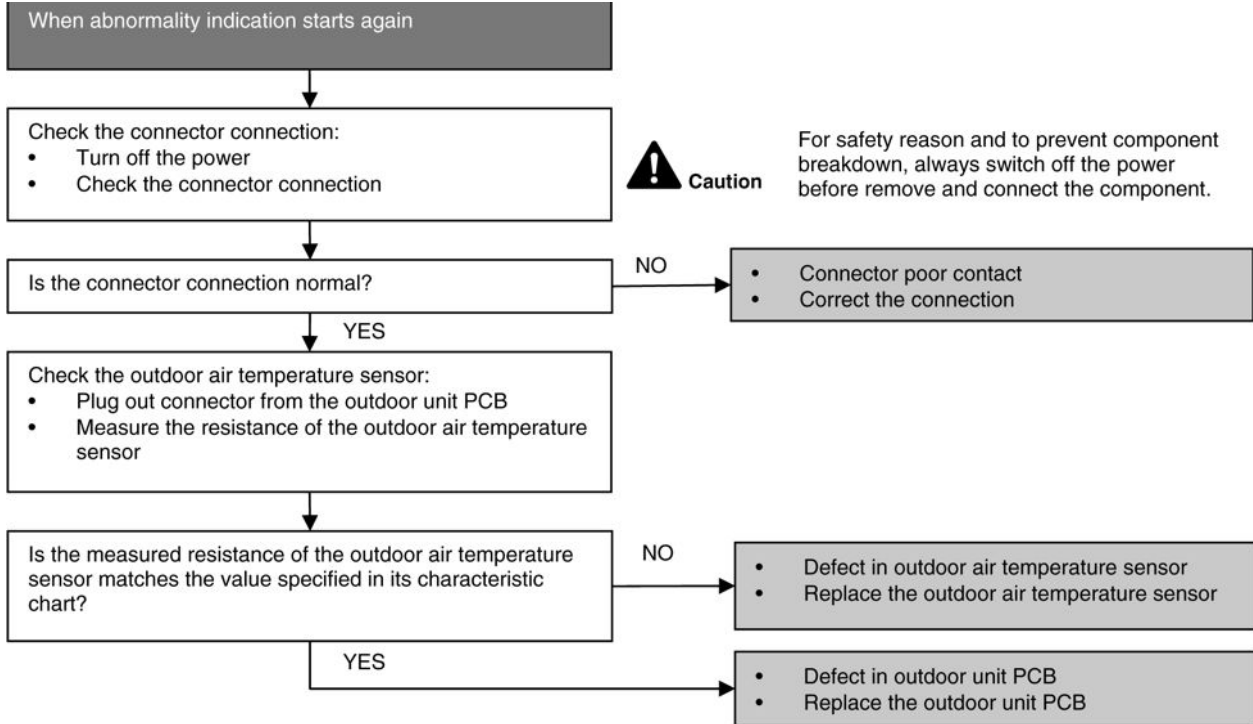 When abnormality indication starts again
Check the connector connection:
• Turn off the power
• Check the connector connection
Caution
For safety reason and to prevent component
breakdown, always switch off the power
before remove and connect the component.
Is the connector connection normal?
NO
• Connector poor contact
• Correct the connection
YES
Check the outdoor air temperature sensor:
• Plug out connector from the outdoor unit PCB
• Measure the resistance of the outdoor air temperature
sensor
Is the measured resistance of the outdoor air temperature
sensor matches the value specified in its characteristic
chart?
NO
• Defect in outdoor air temperature sensor
• Replace the outdoor air temperature sensor
YES
• Defect in outdoor unit PCB
• Replace the outdoor unit PCB